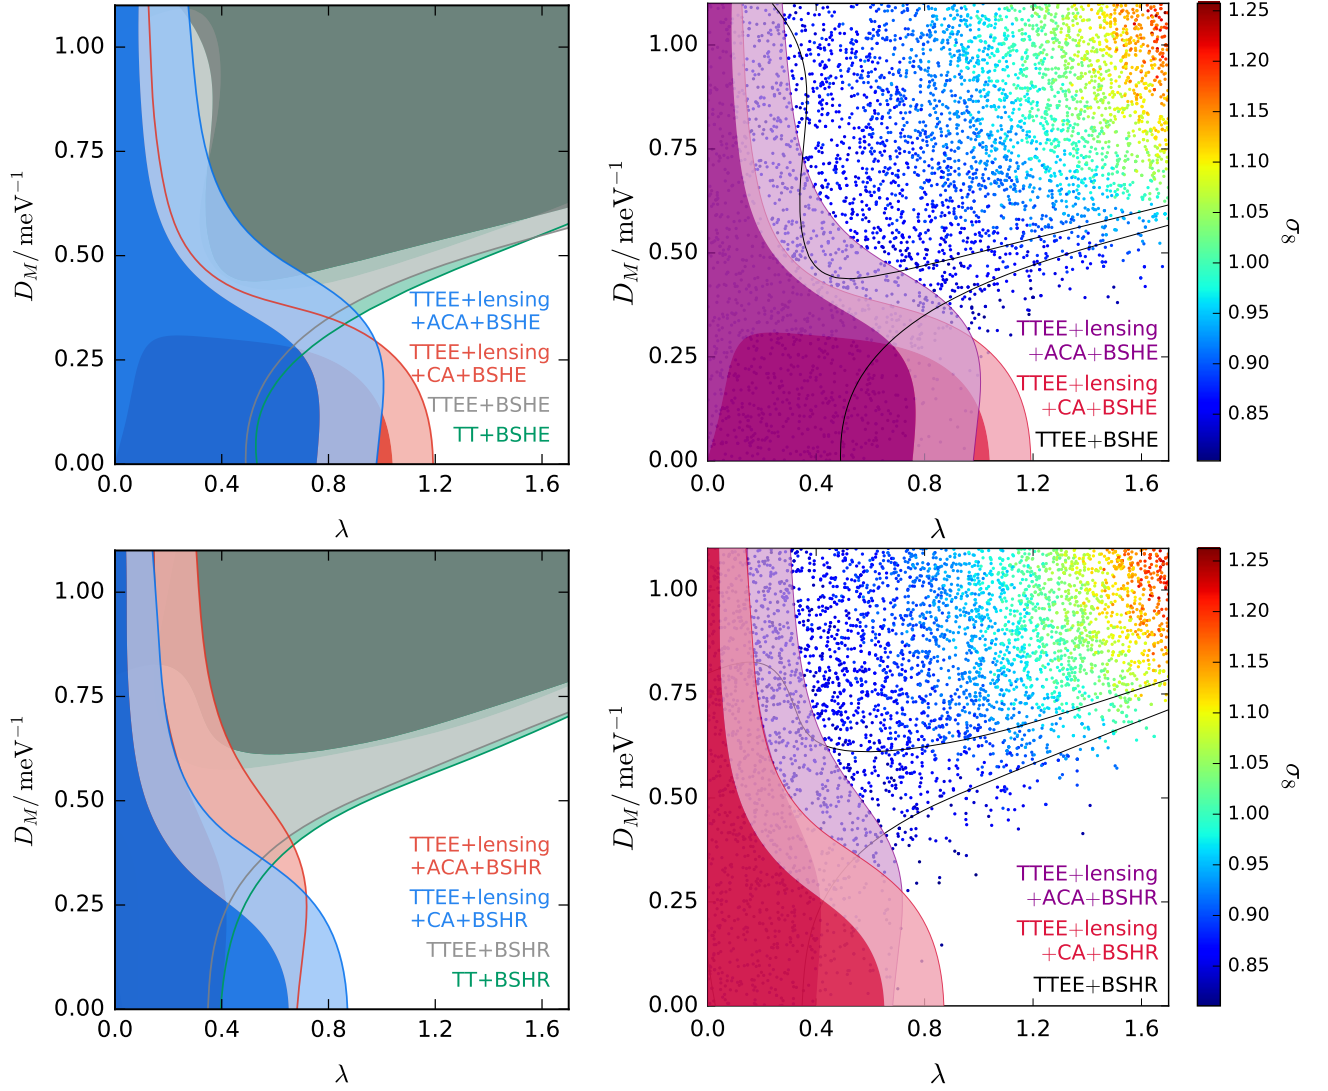 1.00
0.75
0.50
0.25
0.00
D_M / meV⁻¹
TTEE+lensing
+ACA+BSHE
TTEE+lensing
+CA+BSHE
TTEE+BSHE
TT+BSHE
0.0 0.4 0.8 1.2 1.6
λ
1.00
0.75
0.50
0.25
0.00
D_M / meV⁻¹
TTEE+lensing
+ACA+BSHE
TTEE+lensing
+CA+BSHE
TTEE+BSHE
0.0 0.4 0.8 1.2 1.6
λ
1.25
1.20
1.15
1.10
1.05
1.00
0.95
0.90
0.85
σ₈
1.00
0.75
0.50
0.25
0.00
D_M / meV⁻¹
TTEE+lensing
+ACA+BSHR
TTEE+lensing
+CA+BSHR
TTEE+BSHR
TT+BSHR
0.0 0.4 0.8 1.2 1.6
λ
1.00
0.75
0.50
0.25
0.00
D_M / meV⁻¹
TTEE+lensing
+ACA+BSHR
TTEE+lensing
+CA+BSHR
TTEE+BSHR
0.0 0.4 0.8 1.2 1.6
λ
1.25
1.20
1.15
1.10
1.05
1.00
0.95
0.90
0.85
σ₈